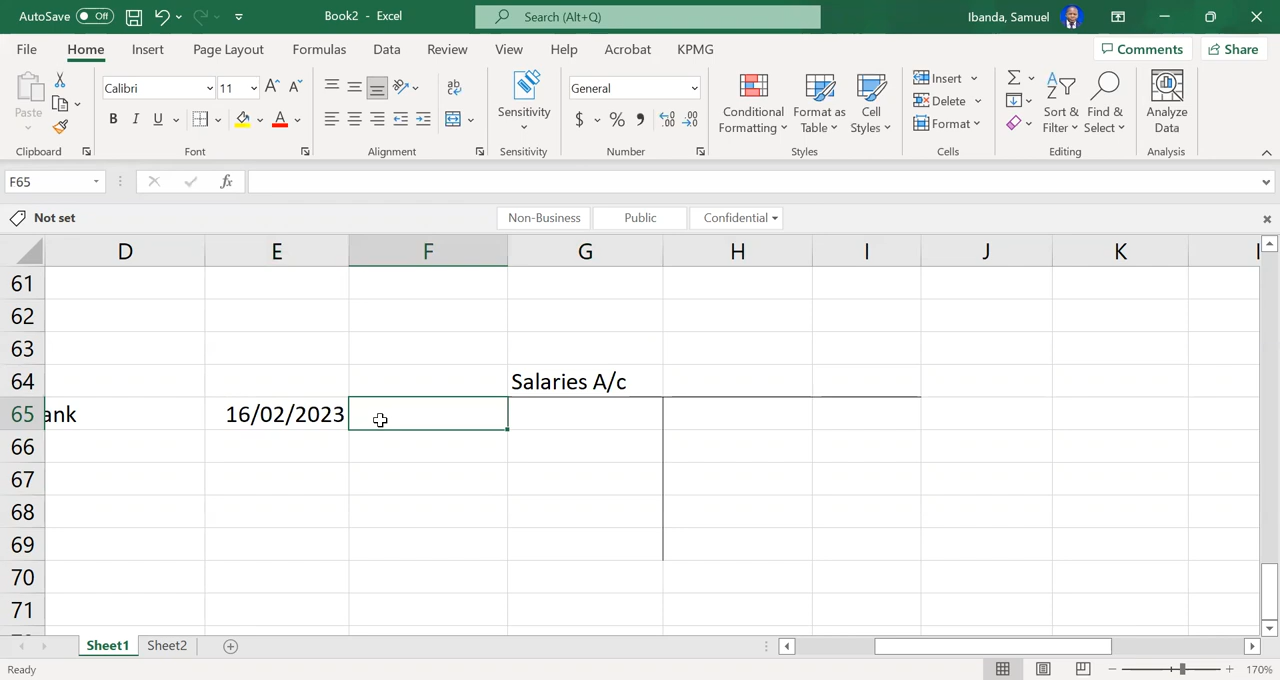 AutoSave Off Book2 - Excel Search (Alt+Q) Ibanda, Samuel
File Home Insert Page Layout Formulas Data Review View Help Acrobat KPMG Comments Share
Paste Calibri 11 A A ab General $ % 9 Conditional Formatting Format as Table Cell Styles Insert Delete Format Sort & Filter Find & Select Analyze Data
B I U A Sensitivity
Clipboard Font Alignment Sensitivity Number Styles Cells Editing Analysis
F65 fx
Not set Non-Business Public Confidential
D E F G H I J K
61
62
63
64 Salaries A/c
65 ank 16/02/2023
66
67
68
69
70
71
Sheet1 Sheet2
Ready 170%